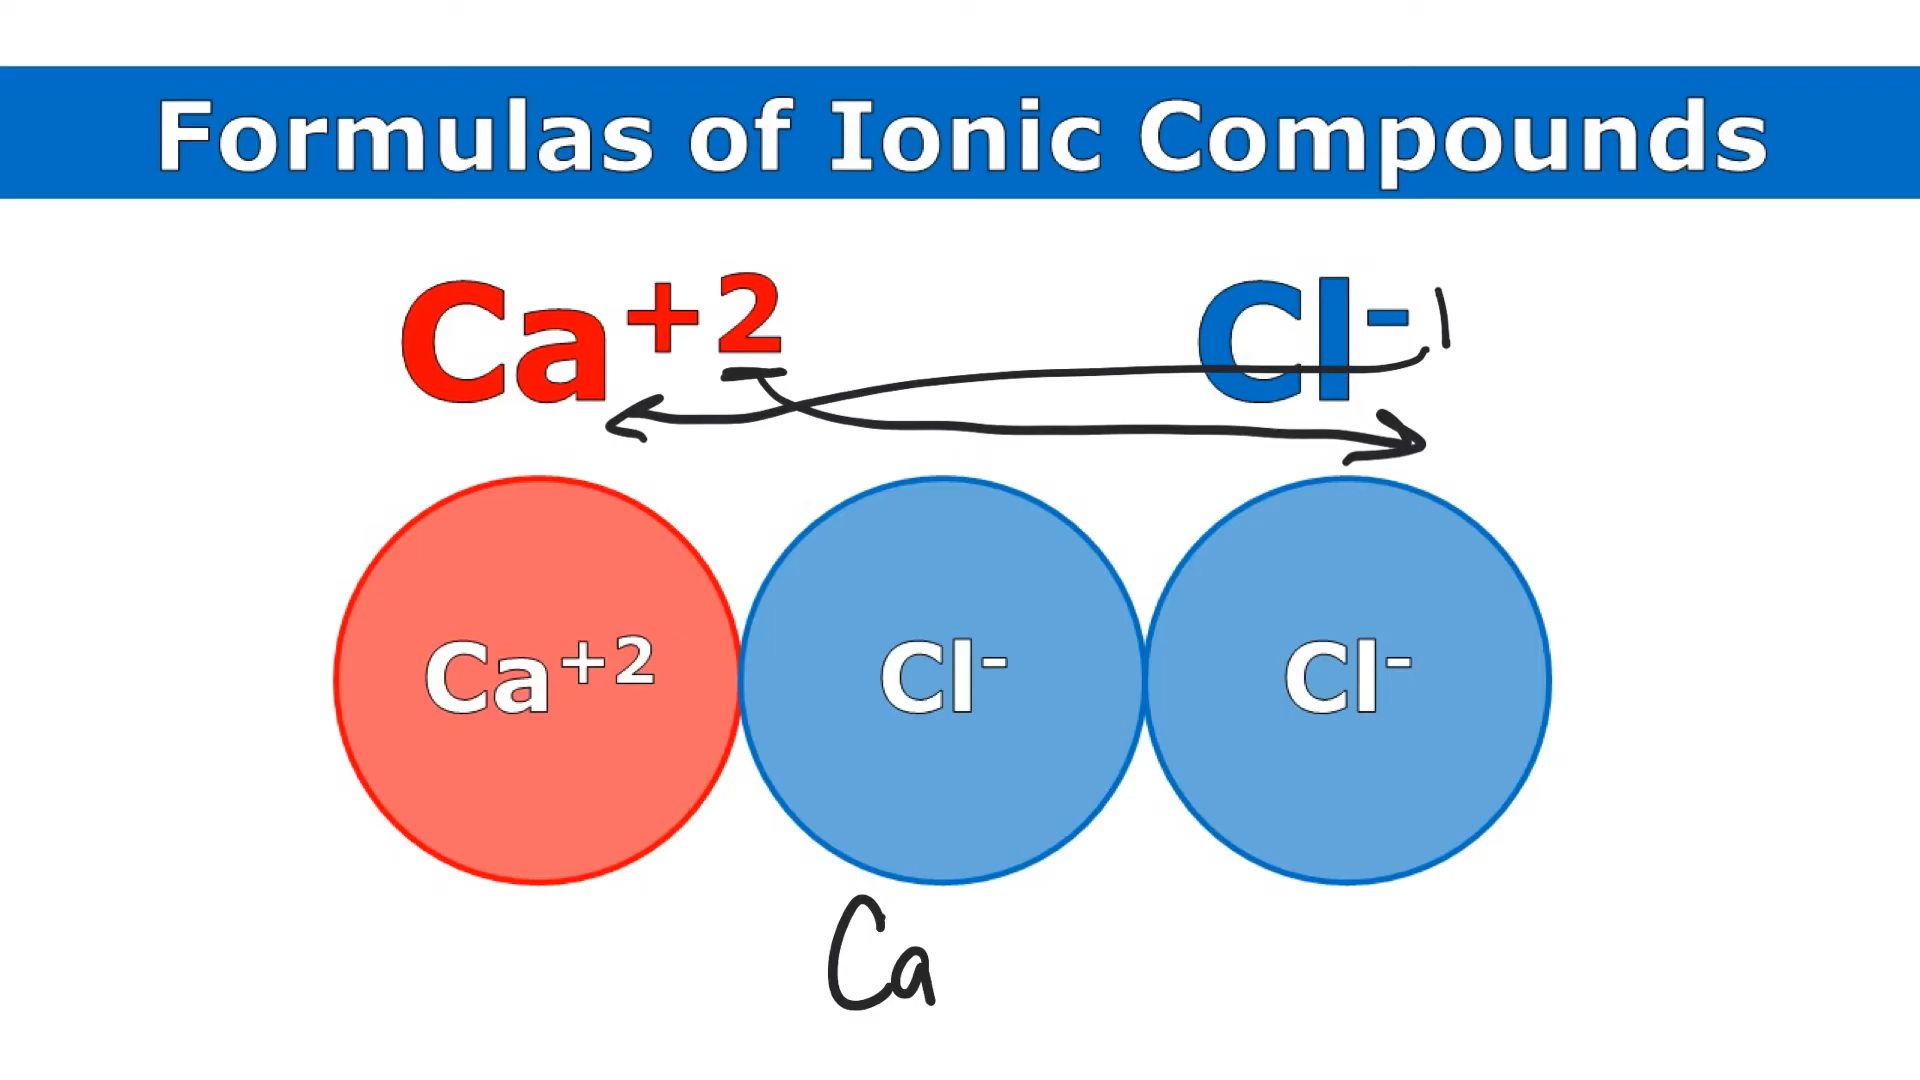 Formulas of Ionic Compounds
Ca⁺² Cl⁻1
Ca⁺² Cl⁻ Cl⁻
Ca